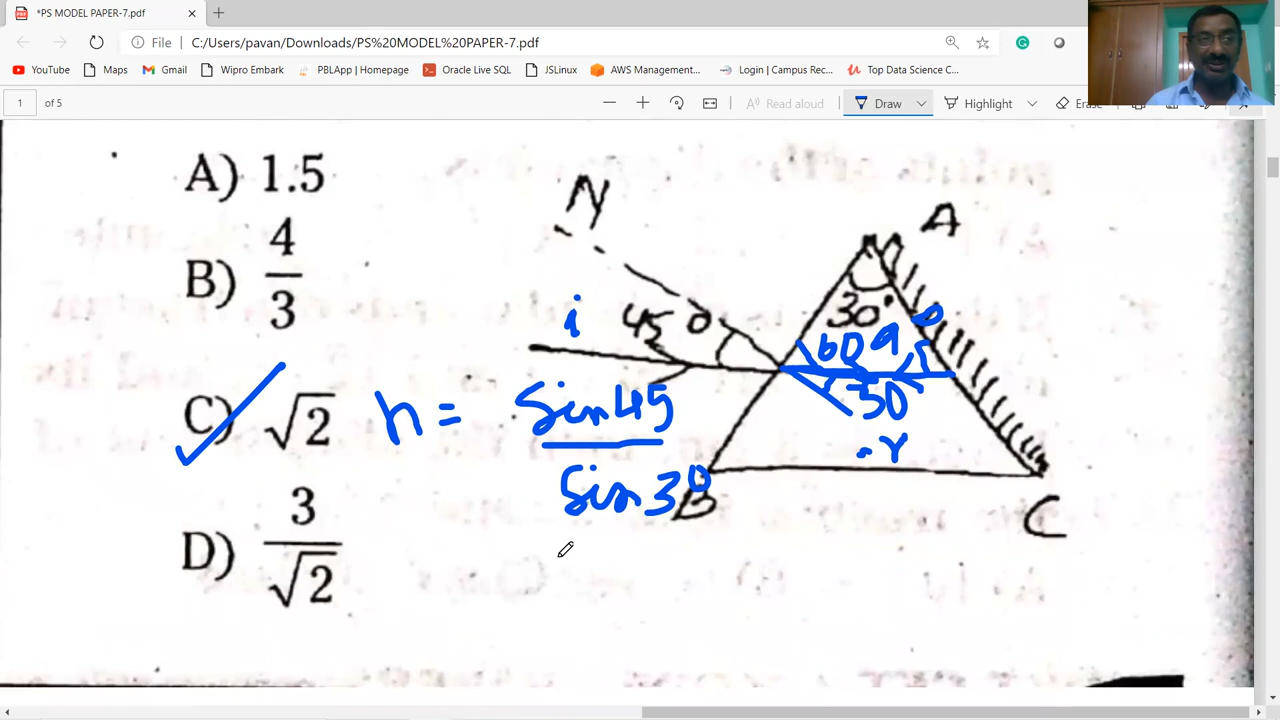 *PS MODEL PAPER-7.pdf
File
C:/Users/pavan/Downloads/PS%20MODEL%20PAPER-7.pdf
YouTube
Maps
Gmail
Wipro Embark
PBLApp | Homepage
Oracle Live SQL
JSLinux
AWS Management...
Login | Campus Rec...
Top Data Science C...
1 of 5
Read aloud
Draw
Highlight
Erase
A) 1.5
B) 4/3
C) √2
D) 3/√2
N
A
30°
45°
i
60
90
30
r
B
C
n = sin45
sin30